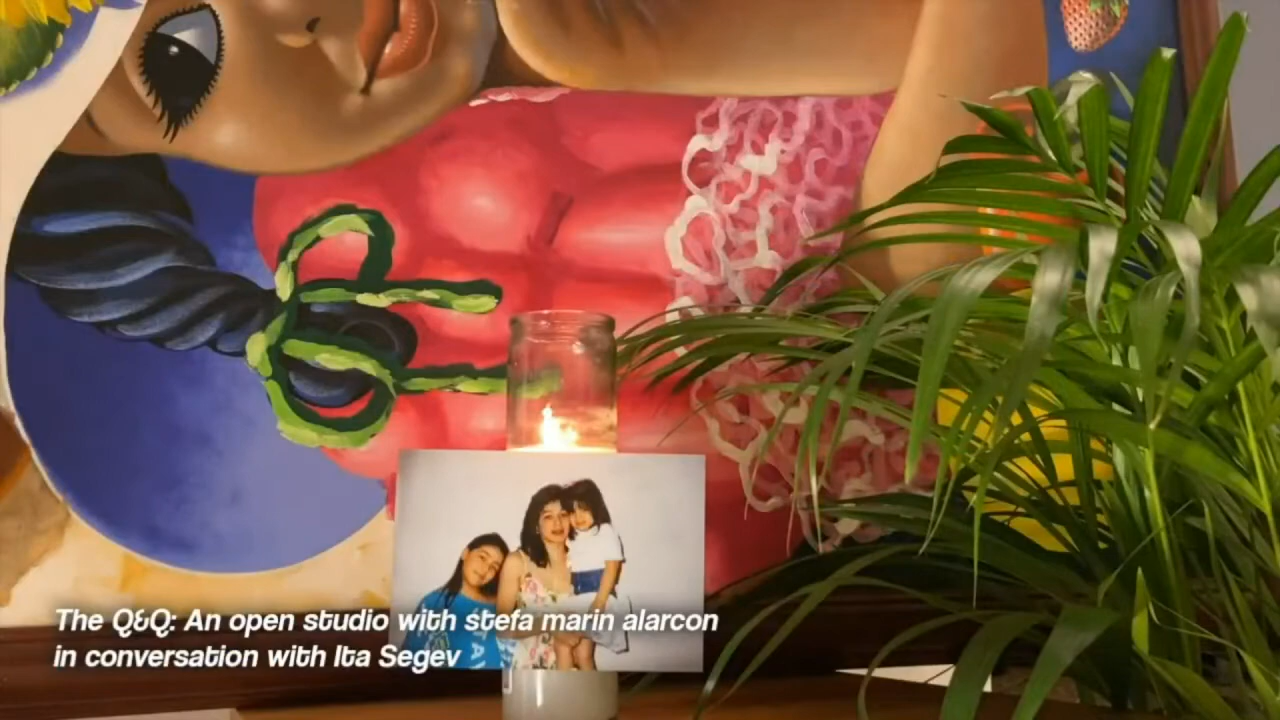 The Q&Q: An open studio with stefa marin alarcon
in conversation with Ita Segev